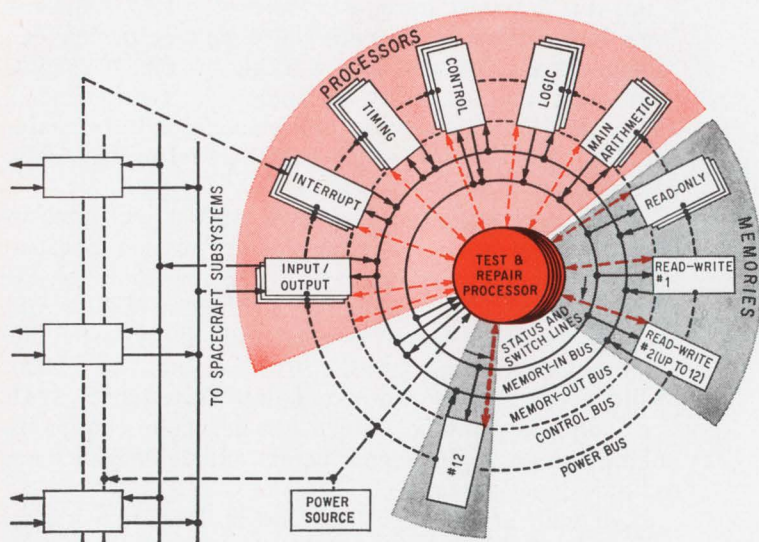 PROCESSORS
TIMING
CONTROL
LOGIC
MAIN
ARITHMETIC
INTERRUPT
READ-ONLY
MEMORIES
INPUT/
OUTPUT
TEST &
REPAIR
PROCESSOR
READ-WRITE
#1
READ-WRITE
#2(UP TO 12)
TO SPACECRAFT SUBSYSTEMS
STATUS AND
SWITCH LINES
MEMORY-IN BUS
MEMORY-OUT BUS
CONTROL BUS
POWER BUS
#12
POWER
SOURCE